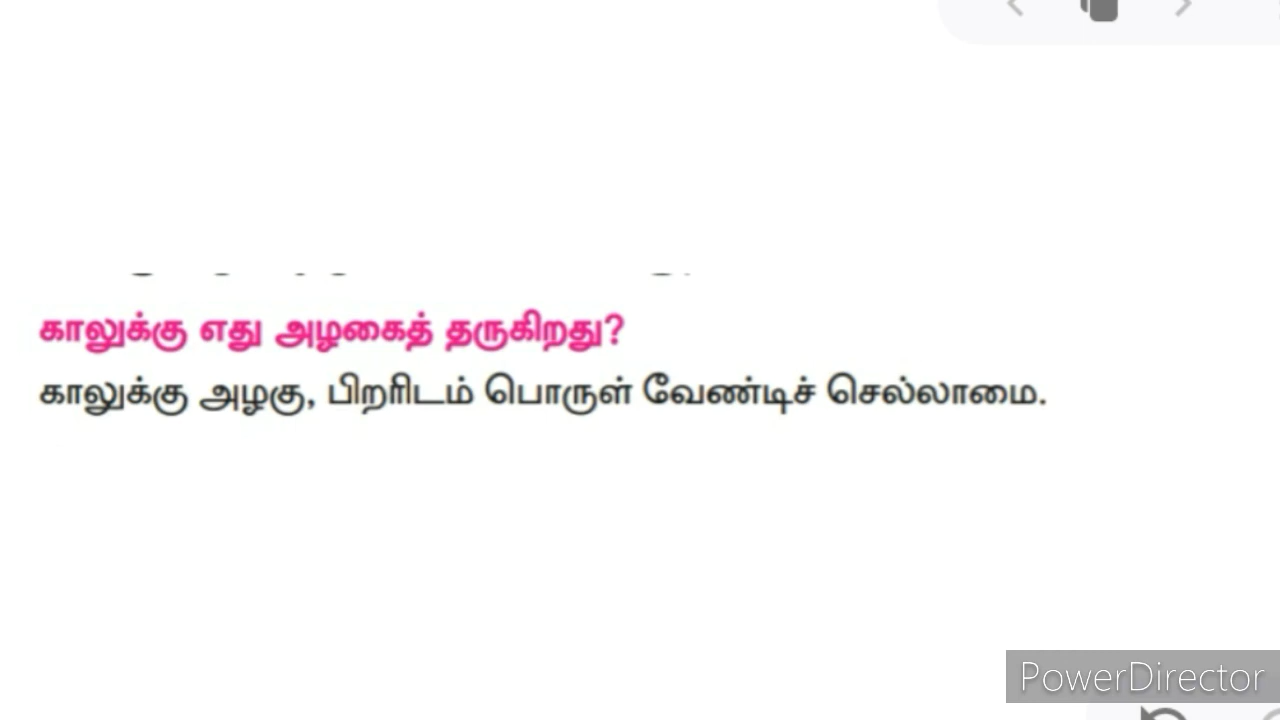 காலுக்கு எது அழகைத் தருகிறது?
காலுக்கு அழகு, பிறரிடம் பொருள் வேண்டிச் செல்லாமை.
PowerDirector